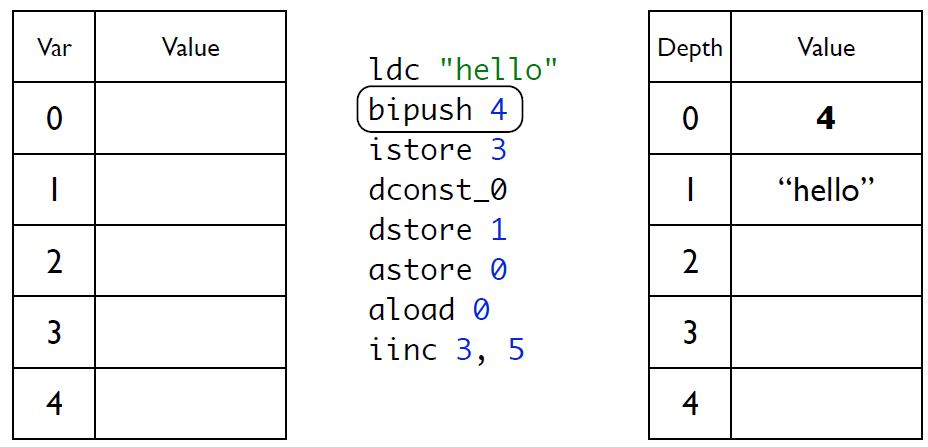 Var Value
0
1
2
3
4
ldc "hello"
bipush 4
istore 3
dconst_0
dstore 1
astore 0
aload 0
iinc 3, 5
Depth Value
0 4
1 “hello”
2
3
4